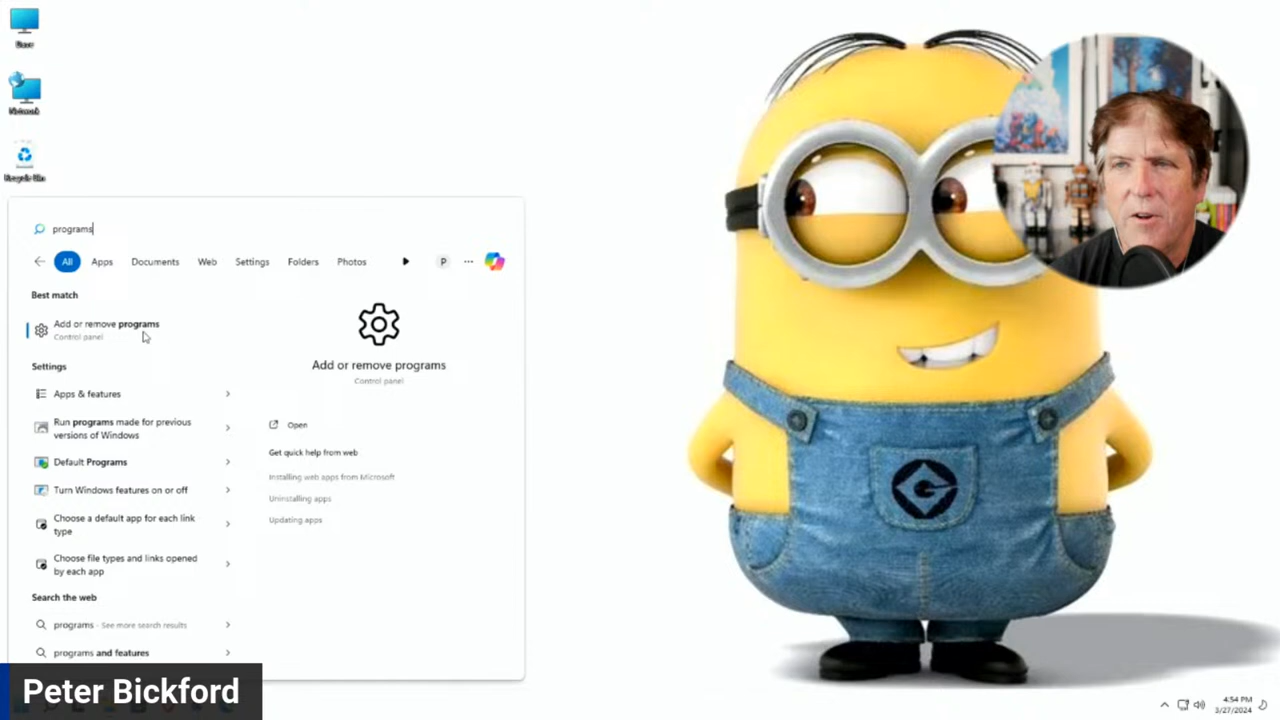 Network
Recycle Bin
programs
All
Apps
Documents
Web
Settings
Folders
Photos
P
Best match
Add or remove programs
Control panel
Settings
Apps & features
Run programs made for previous
versions of Windows
Default Programs
Turn Windows features on or off
Choose a default app for each link
type
Choose file types and links opened
by each app
Search the web
programs - See more search results
programs and features
Add or remove programs
Control panel
Open
Get quick help from web
Installing web apps from Microsoft
Uninstalling apps
Updating apps
Peter Bickford
4:54 PM
3/27/2024